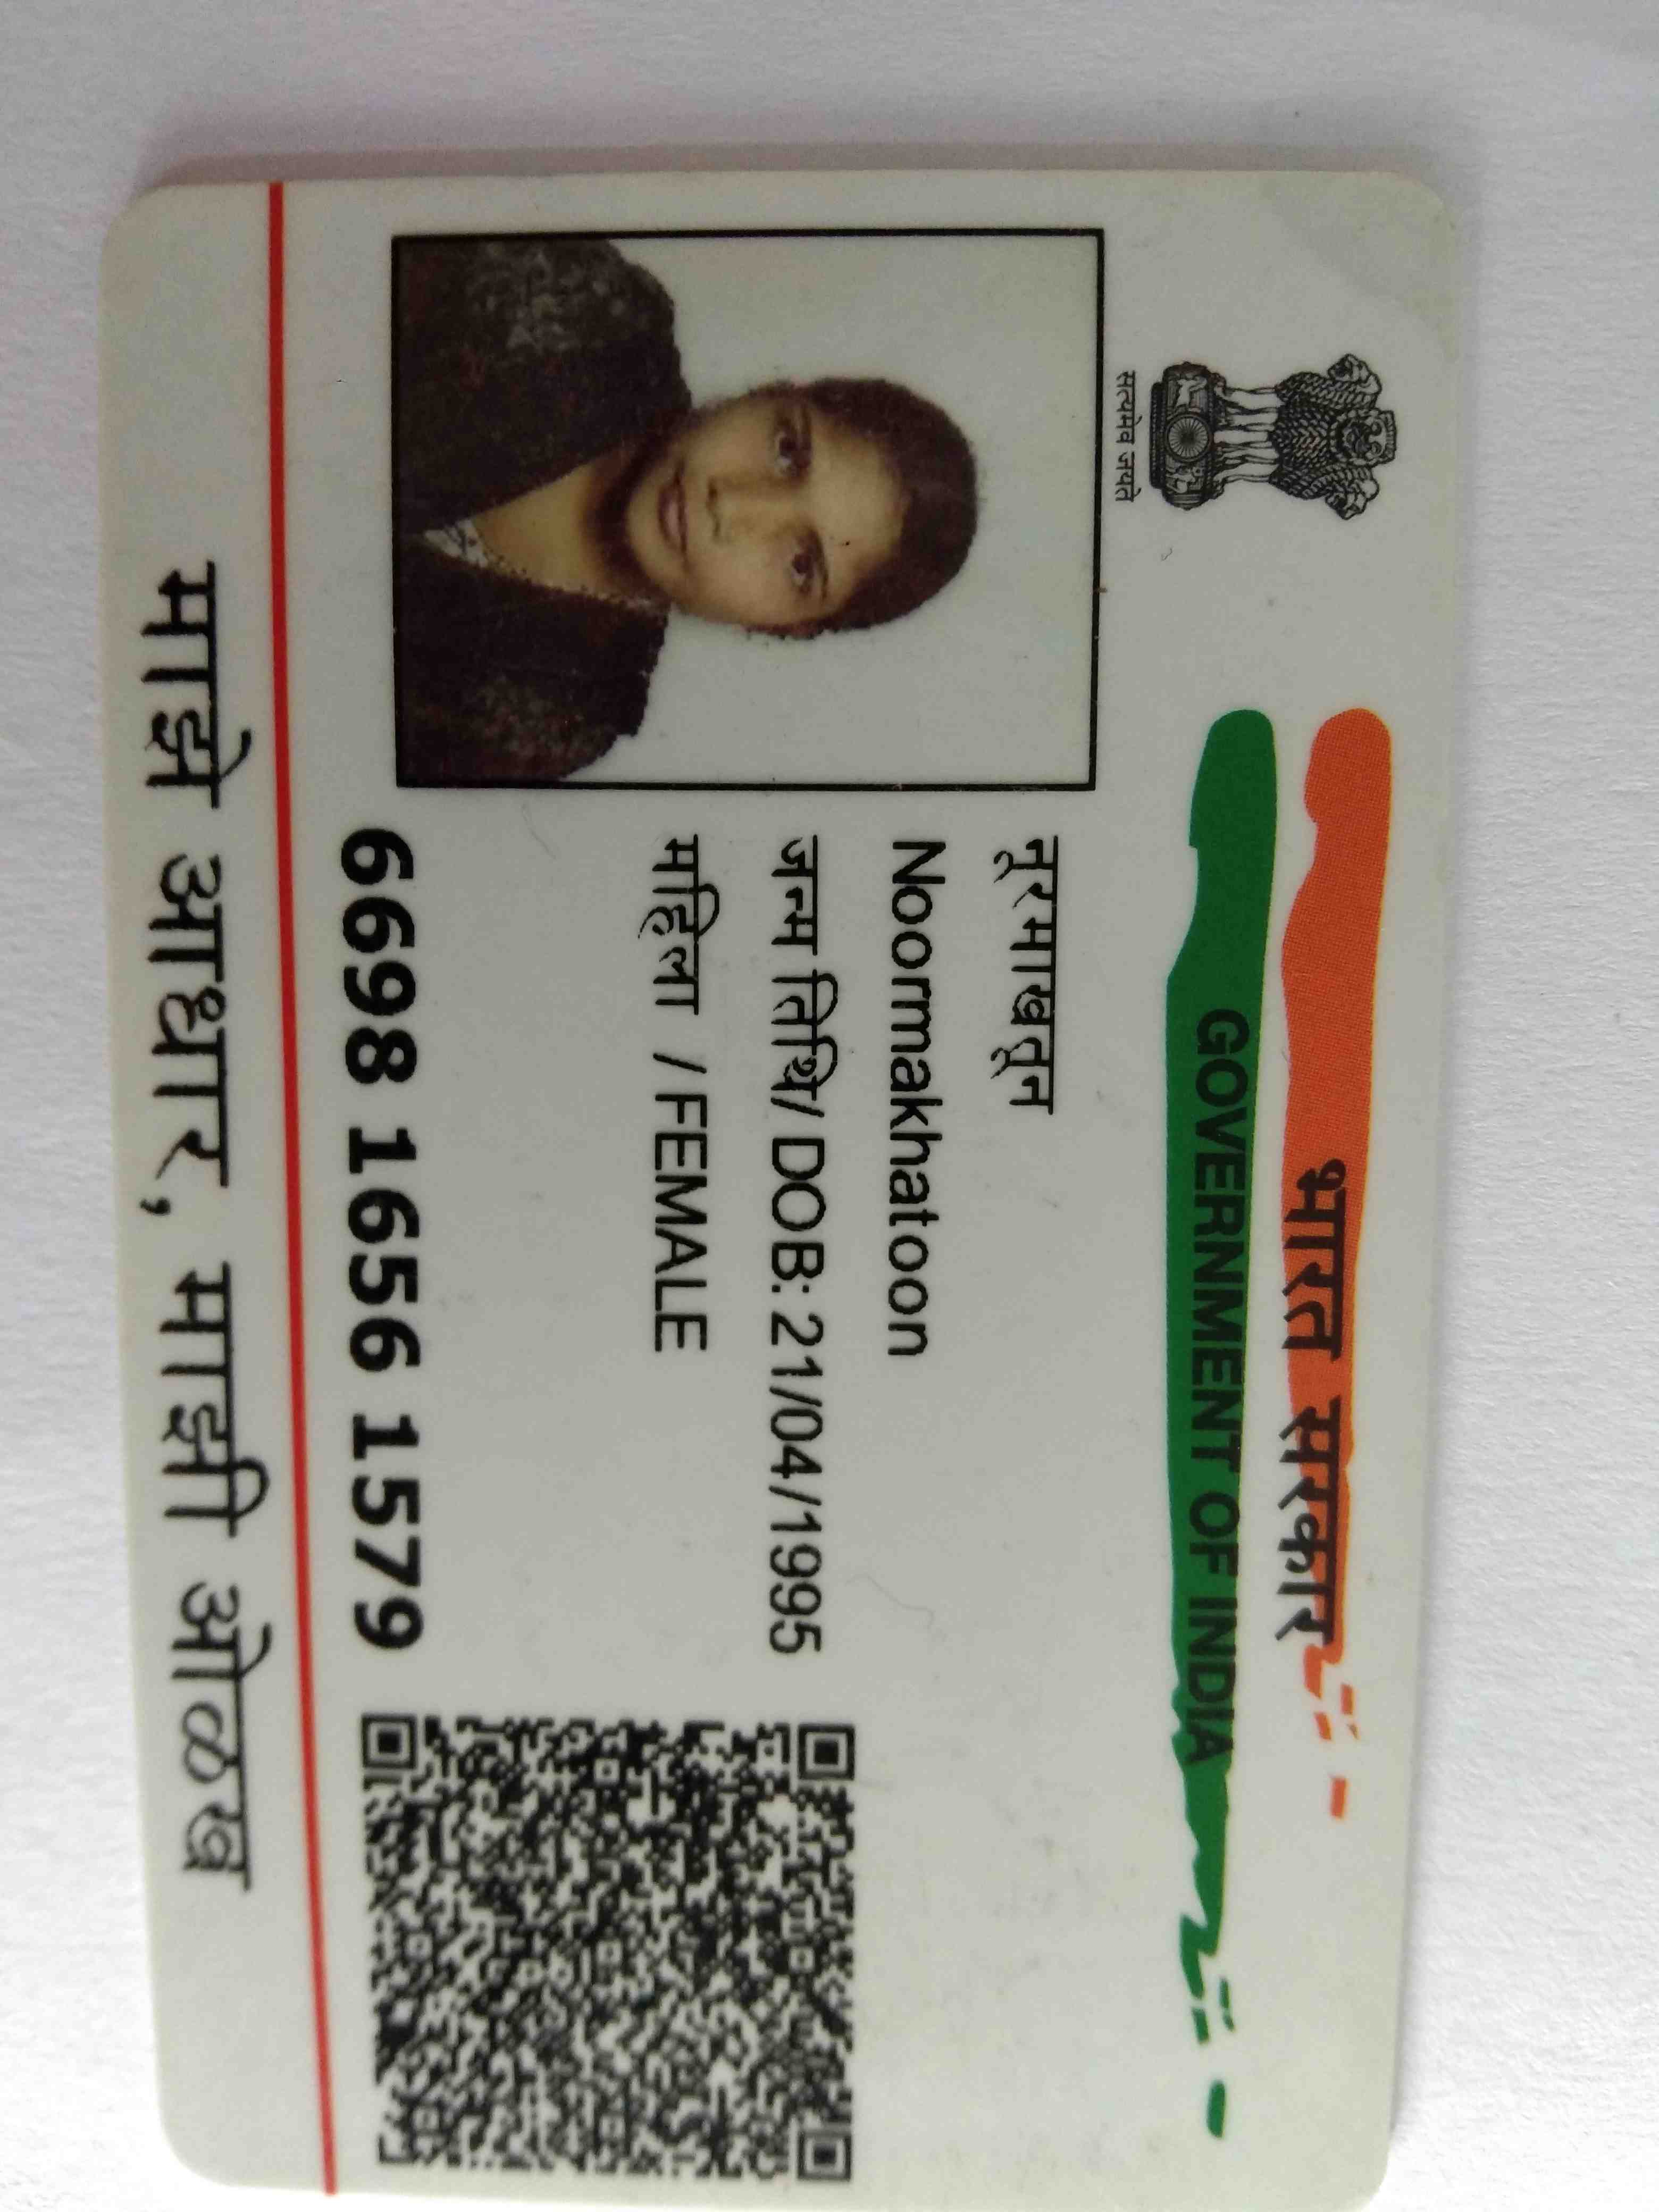 भारत सरकार
GOVERNMENT OF INDIA
सत्यमेव जयते
नूरमाखतून
Noormakhatoon
जन्म तिथि/ DOB: 21/04/1995
महिला / FEMALE
6698 1656 1579
माझे आधार, माझी ओळख